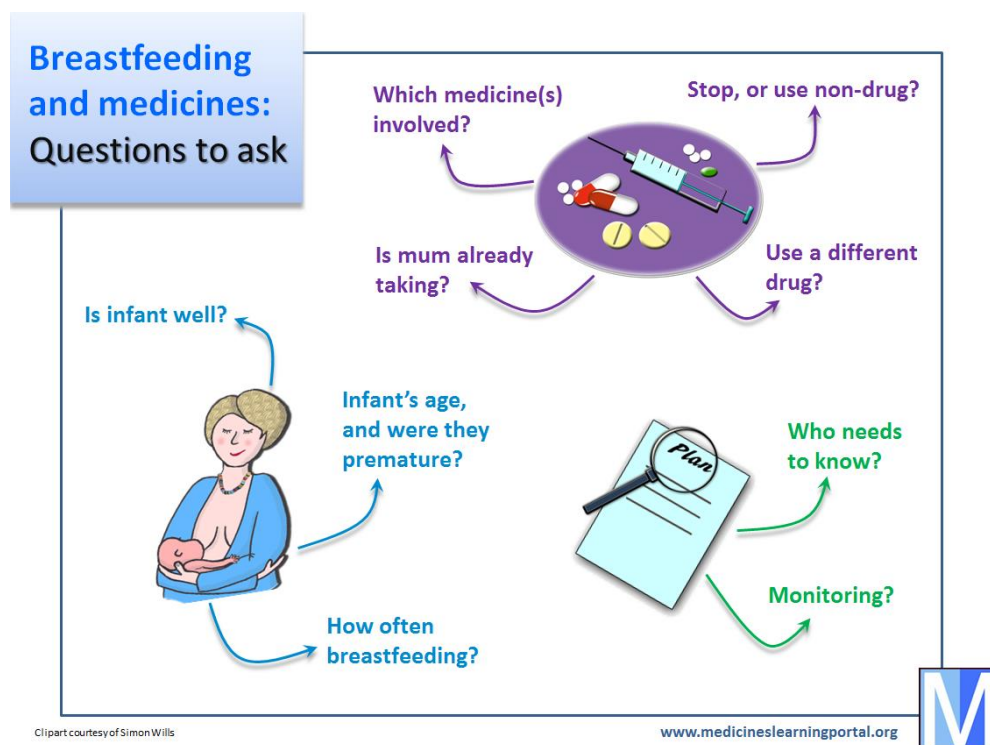 Breastfeeding
and medicines:
Questions to ask
Which medicine(s)
involved?
Stop, or use non-drug?
Is mum already
taking?
Use a different
drug?
Is infant well?
Infant's age,
and were they
premature?
How often
breastfeeding?
Plan
Who needs
to know?
Monitoring?
Clipart courtesy of Simon Wills
www.medicineslearningportal.org
M